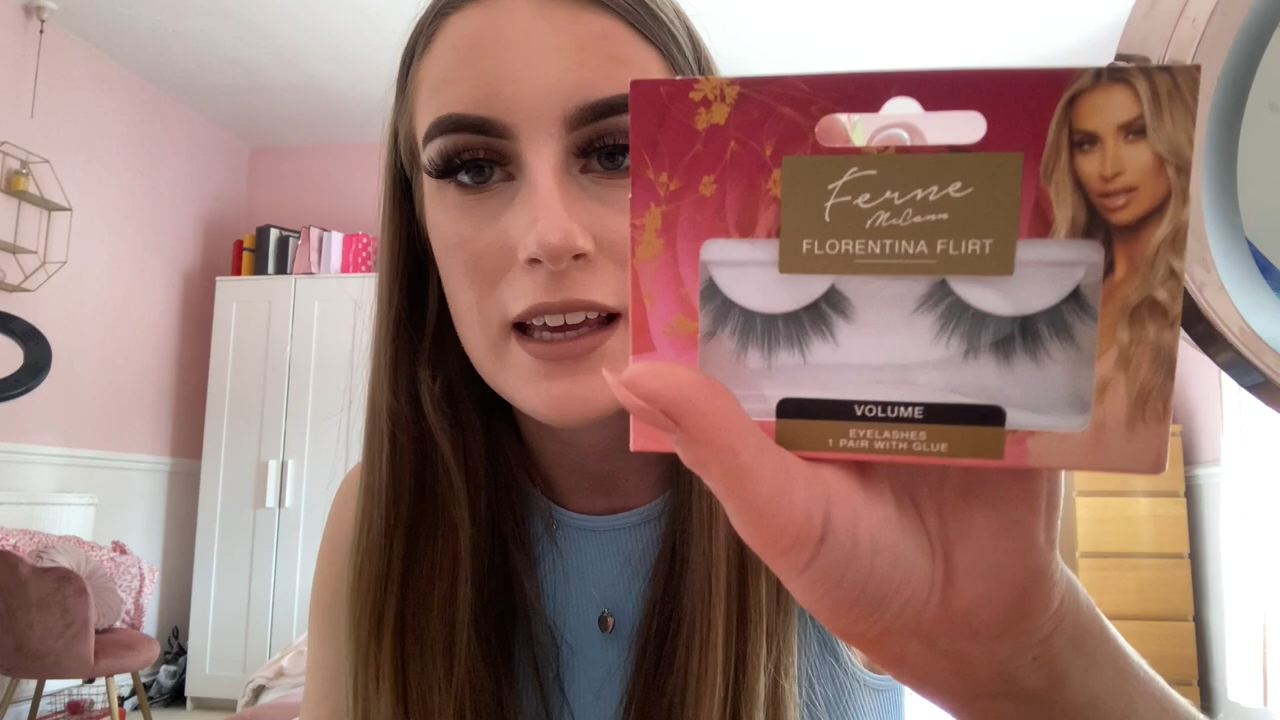 Ferne
McCann
FLORENTINA FLIRT
VOLUME
EYELASHES
1 PAIR WITH GLUE